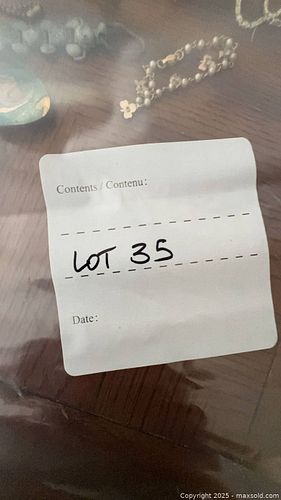 Contents / Contenu:
LOT 35
Date:
Copyright 2025 - maxsold.com